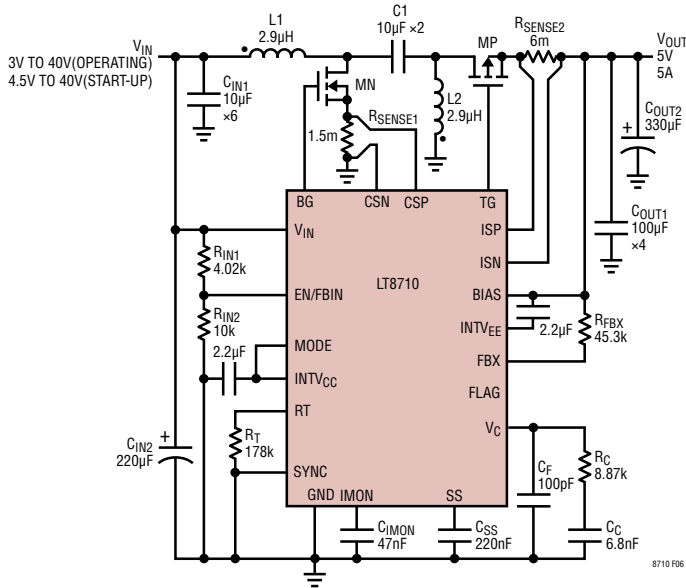 L1
2.9µH
C1
10µF ×2
MP
RSENSE2
6m
VIN
3V TO 40V(OPERATING)
4.5V TO 40V(START-UP)
VOUT
5V
5A
CIN1
10µF
×6
MN
RSENSE1
1.5m
L2
2.9µH
COUT2
330µF
+
COUT1
100µF
×4
BG
CSN
CSP
TG
VIN
ISP
ISN
RIN1
4.02k
LT8710
EN/FBIN
BIAS
RIN2
10k
INTVEE
2.2µF
RFBX
45.3k
MODE
2.2µF
INTVCC
FBX
FLAG
RT
VC
RT
178k
CIN2
220µF
+
SYNC
CF
100pF
RC
8.87k
GND
IMON
SS
CIMON
47nF
CSS
220nF
CC
6.8nF
8710 F06